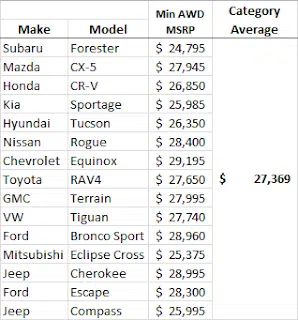 Min AWD Category
Make Model MSRP Average
Subaru Forester $ 24,795
Mazda CX-5 $ 27,945
Honda CR-V $ 26,850
Kia Sportage $ 25,985
Hyundai Tucson $ 26,350
Nissan Rogue $ 28,400
Chevrolet Equinox $ 29,195
Toyota RAV4 $ 27,650 $ 27,369
GMC Terrain $ 27,995
VW Tiguan $ 27,740
Ford Bronco Sport $ 28,960
Mitsubishi Eclipse Cross $ 25,375
Jeep Cherokee $ 28,995
Ford Escape $ 28,300
Jeep Compass $ 25,995